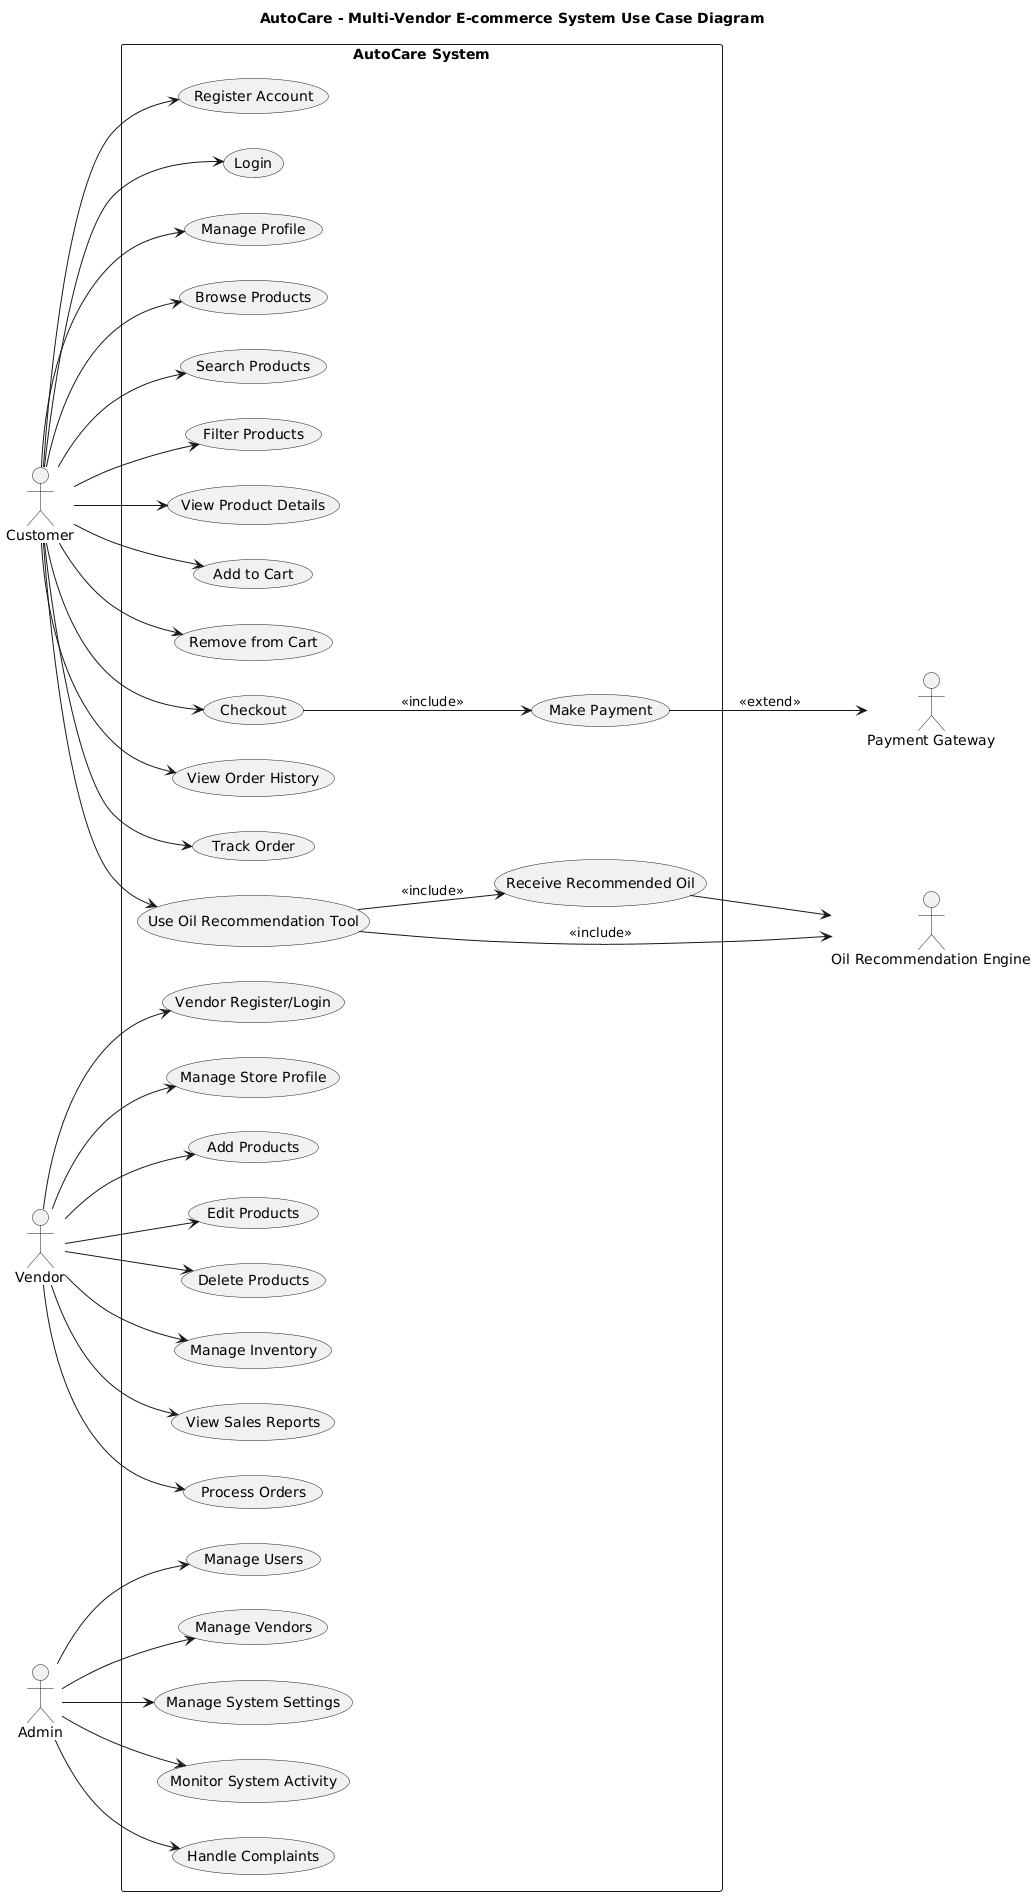 AutoCare - Multi-Vendor E-commerce System Use Case Diagram
AutoCare System
Register Account
Login
Manage Profile
Browse Products
Search Products
Filter Products
View Product Details
Customer
Add to Cart
Remove from Cart
Checkout
«include»
Make Payment
«extend»
Payment Gateway
View Order History
Track Order
Use Oil Recommendation Tool
«include»
Receive Recommended Oil
«include»
Oil Recommendation Engine
Vendor Register/Login
Manage Store Profile
Add Products
Edit Products
Vendor
Delete Products
Manage Inventory
View Sales Reports
Process Orders
Manage Users
Manage Vendors
Manage System Settings
Admin
Monitor System Activity
Handle Complaints